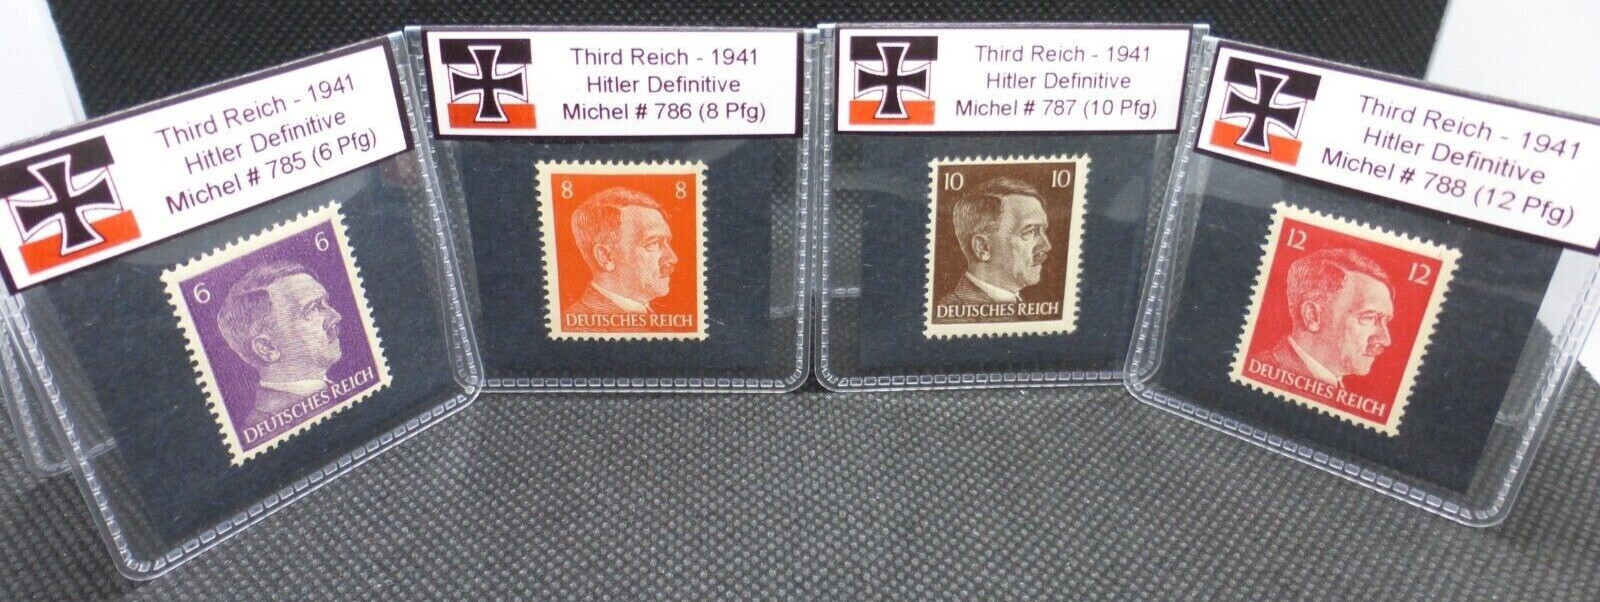 Third Reich - 1941
Hitler Definitive
Michel # 785 (6 Pfg)
6 6
DEUTSCHES REICH
Third Reich - 1941
Hitler Definitive
Michel # 786 (8 Pfg)
8 8
DEUTSCHES REICH
Third Reich - 1941
Hitler Definitive
Michel # 787 (10 Pfg)
10 10
DEUTSCHES REICH
Third Reich - 1941
Hitler Definitive
Michel # 788 (12 Pfg)
12 12
DEUTSCHES REICH